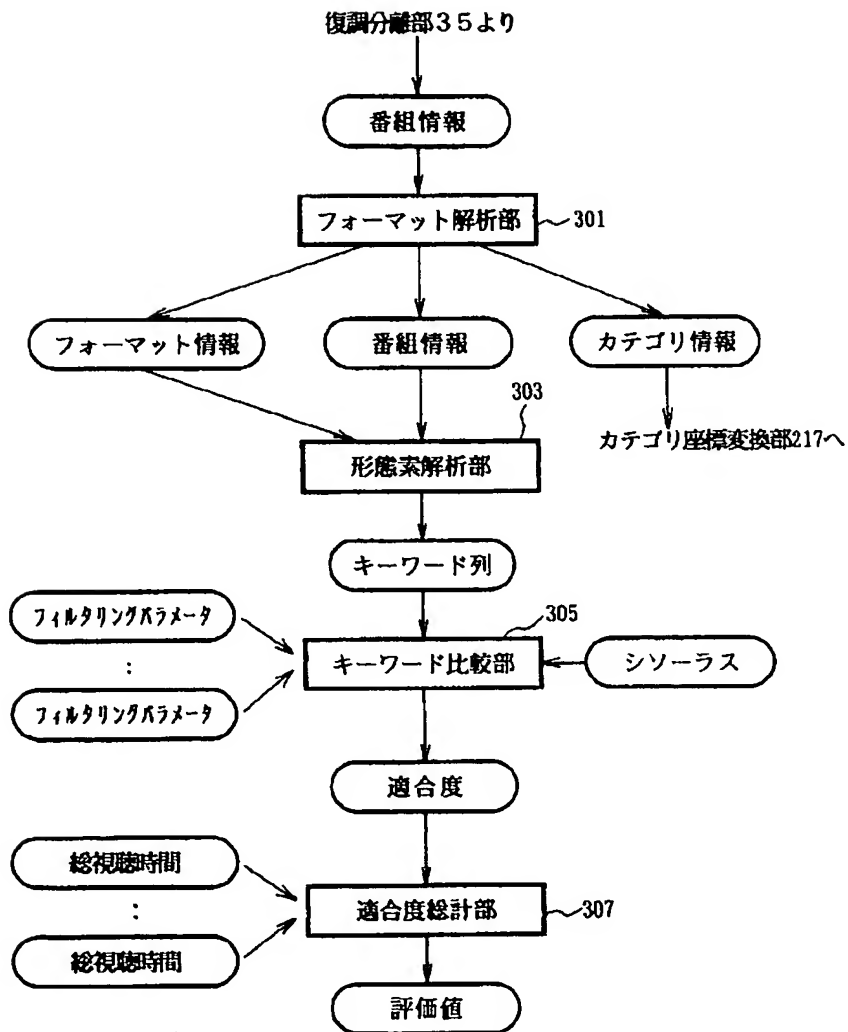 復調分離部35より
番組情報
フォーマット解析部
301
フォーマット情報
番組情報
カテゴリ情報
303
カテゴリ座標変換部217へ
形態素解析部
キーワード列
フィルタリングパラメータ
305
:
キーワード比較部
シソーラス
フィルタリングパラメータ
適合度
総視聴時間
:
適合度総計部
307
総視聴時間
評価値